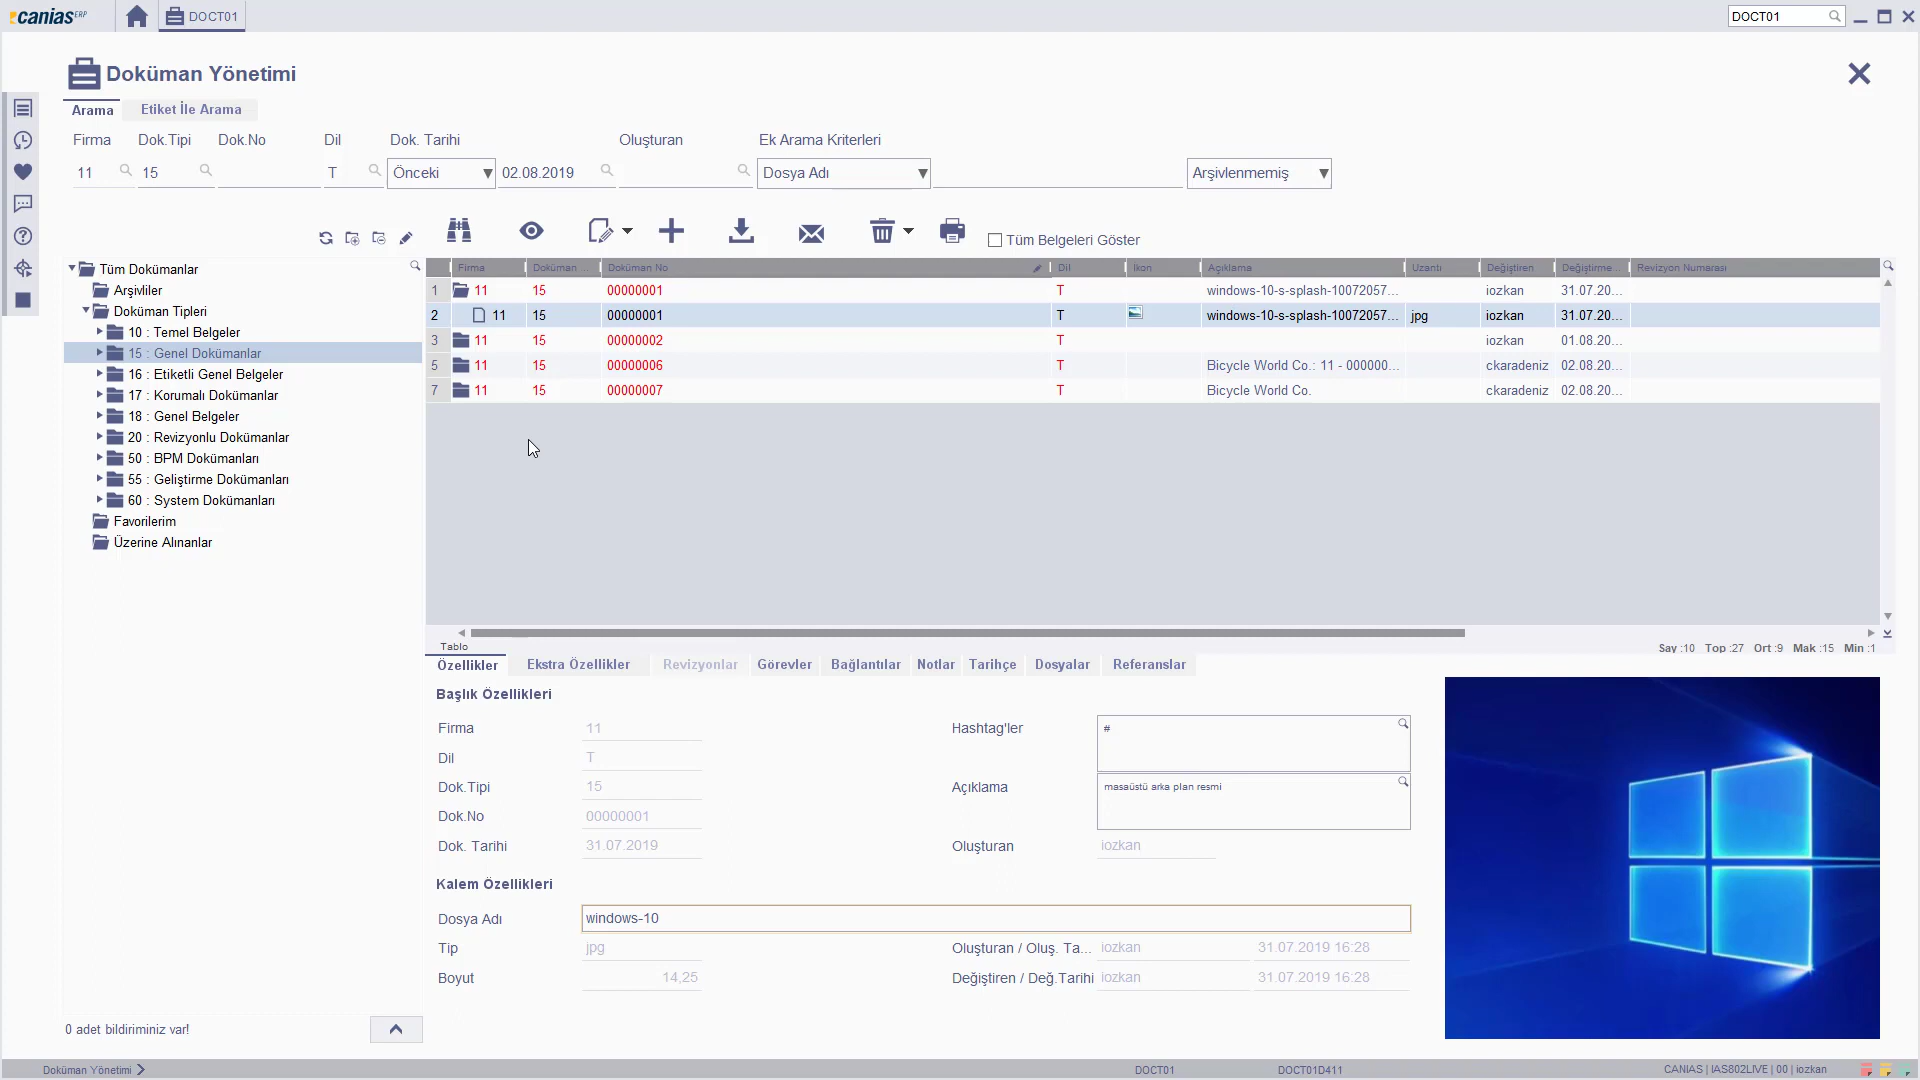 caniasERP DOCT01 DOCT01
Doküman Yönetimi
Arama Etiket İle Arama
Firma Dok.Tipi Dok.No Dil Dok. Tarihi Oluşturan Ek Arama Kriterleri
11 15 T Önceki 02.08.2019 Dosya Adı Arşivlenmemiş
Tüm Belgeleri Göster
Tüm Dokümanlar
Arşivliler
Doküman Tipleri
10 : Temel Belgeler
15 : Genel Dokümanlar
16 : Etiketli Genel Belgeler
17 : Korumalı Dokümanlar
18 : Genel Belgeler
20 : Revizyonlu Dokümanlar
50 : BPM Dokümanları
55 : Geliştirme Dokümanları
60 : System Dokümanları
Favorilerim
Üzerine Alınanlar
Firma Doküman ... Doküman No Dil Ikon Açıklama Uzantı Değiştiren Değiştirme ... Revizyon Numarası
1 11 15 00000001 T windows-10-s-splash-10072057... iozkan 31.07.20...
2 11 15 00000001 T windows-10-s-splash-10072057... jpg iozkan 31.07.20...
3 11 15 00000002 T iozkan 01.08.20...
5 11 15 00000006 T Bicycle World Co.: 11 - 000000... ckaradeniz 02.08.20...
7 11 15 00000007 T Bicycle World Co. ckaradeniz 02.08.20...
Tablo Say :10 Top :27 Ort :9 Mak :15 Min :1
Özellikler Ekstra Özellikler Revizyonlar Görevler Bağlantılar Notlar Tarihçe Dosyalar Referanslar
Başlık Özellikleri
Firma 11 Hashtag'ler #
Dil T
Dok.Tipi 15 Açıklama masaüstü arka plan resmi
Dok.No 00000001
Dok. Tarihi 31.07.2019 Oluşturan iozkan
Kalem Özellikleri
Dosya Adı windows-10
Tip jpg Oluşturan / Oluş. Ta... iozkan 31.07.2019 16:28
Boyut 14,25 Değiştiren / Değ.Tarihi iozkan 31.07.2019 16:28
0 adet bildiriminiz var!
Doküman Yönetimi DOCT01 DOCT01D411 CANIAS | IAS802LIVE | 00 | iozkan